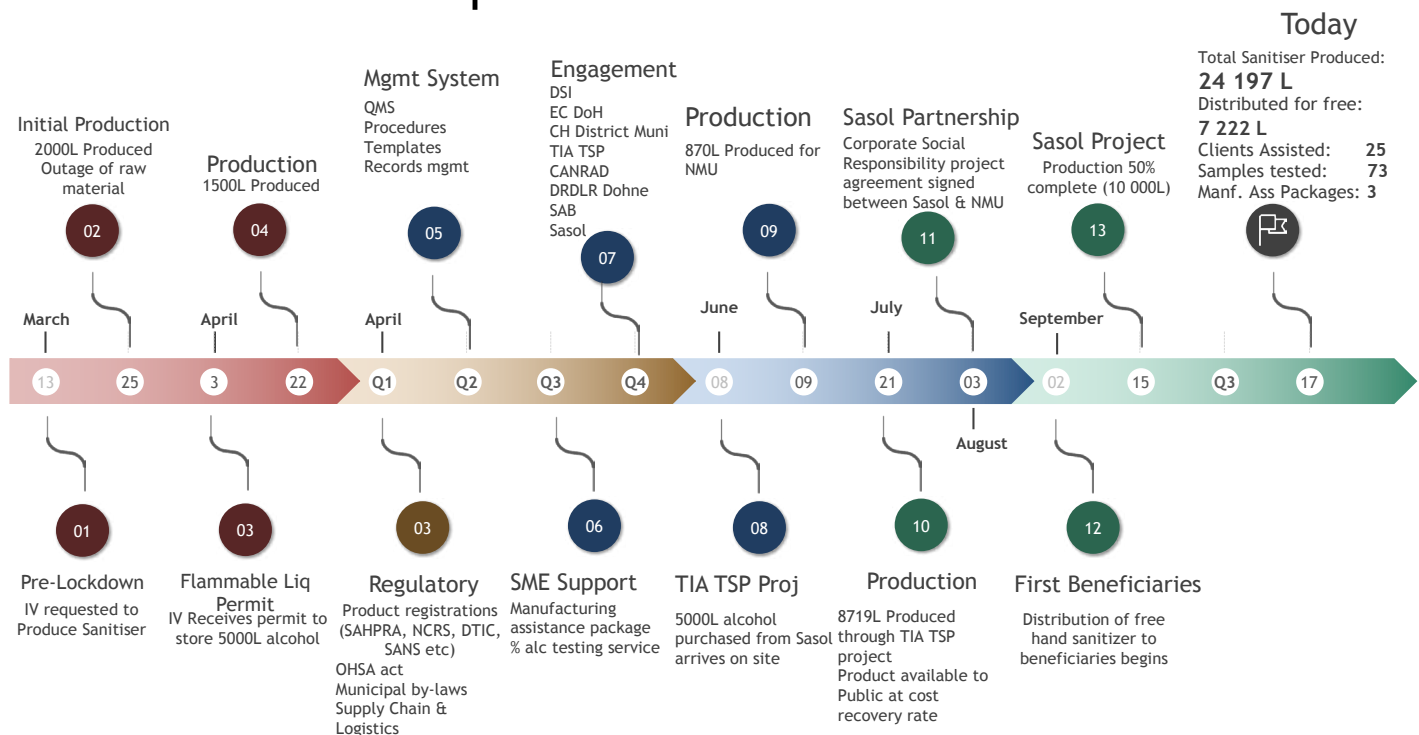 Today
Total Sanitiser Produced:
24 197 L
Distributed for free:
7 222 L
Clients Assisted: 25
Samples tested: 73
Manf. Ass Packages: 3
Initial Production
2000L Produced
Outage of raw
material
02
Production
1500L Produced
04
Mgmt System
QMS
Procedures
Templates
Records mgmt
05
Engagement
DSI
EC DoH
CH District Muni
TIA TSP
CANRAD
DRDLR Dohne
SAB
Sasol
07
Production
870L Produced for
NMU
09
Sasol Partnership
Corporate Social
Responsibility project
agreement signed
between Sasol & NMU
11
Sasol Project
Production 50%
complete (10 000L)
13
March
April
April
June
July
September
13
25
3
22
Q1
Q2
Q3
Q4
08
09
21
03
02
15
Q3
17
August
01
Pre-Lockdown
IV requested to
Produce Sanitiser
03
Flammable Liq
Permit
IV Receives permit to
store 5000L alcohol
03
Regulatory
Product registrations
(SAHPRA, NCRS, DTIC,
SANS etc)
OHSA act
Municipal by-laws
Supply Chain &
Logistics
06
SME Support
Manufacturing
assistance package
% alc testing service
08
TIA TSP Proj
5000L alcohol
purchased from Sasol
arrives on site
10
Production
8719L Produced
through TIA TSP
project
Product available to
Public at cost
recovery rate
12
First Beneficiaries
Distribution of free
hand sanitizer to
beneficiaries begins